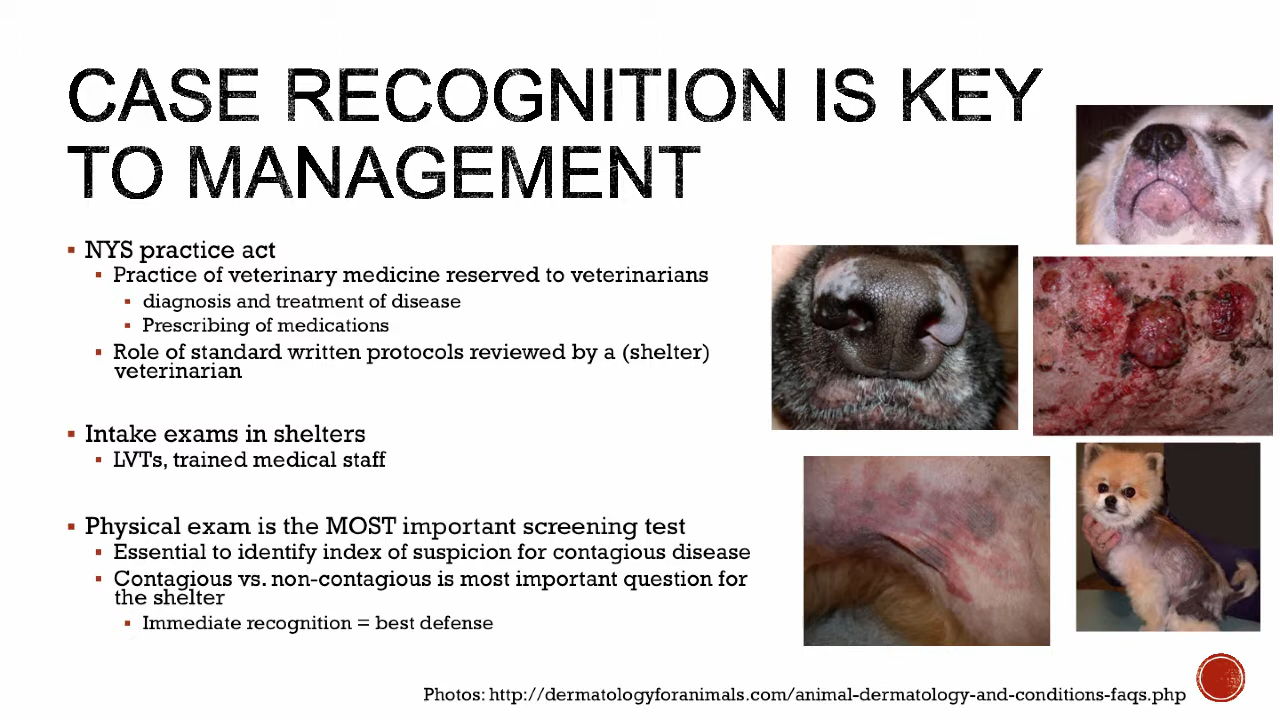 CASE RECOGNITION IS KEY
TO MANAGEMENT
▪ NYS practice act
▪ Practice of veterinary medicine reserved to veterinarians
▪ diagnosis and treatment of disease
▪ Prescribing of medications
▪ Role of standard written protocols reviewed by a (shelter)
veterinarian
▪ Intake exams in shelters
▪ LVTs, trained medical staff
▪ Physical exam is the MOST important screening test
▪ Essential to identify index of suspicion for contagious disease
▪ Contagious vs. non-contagious is most important question for
the shelter
▪ Immediate recognition = best defense
Photos: http://dermatologyforanimals.com/animal-dermatology-and-conditions-faqs.php